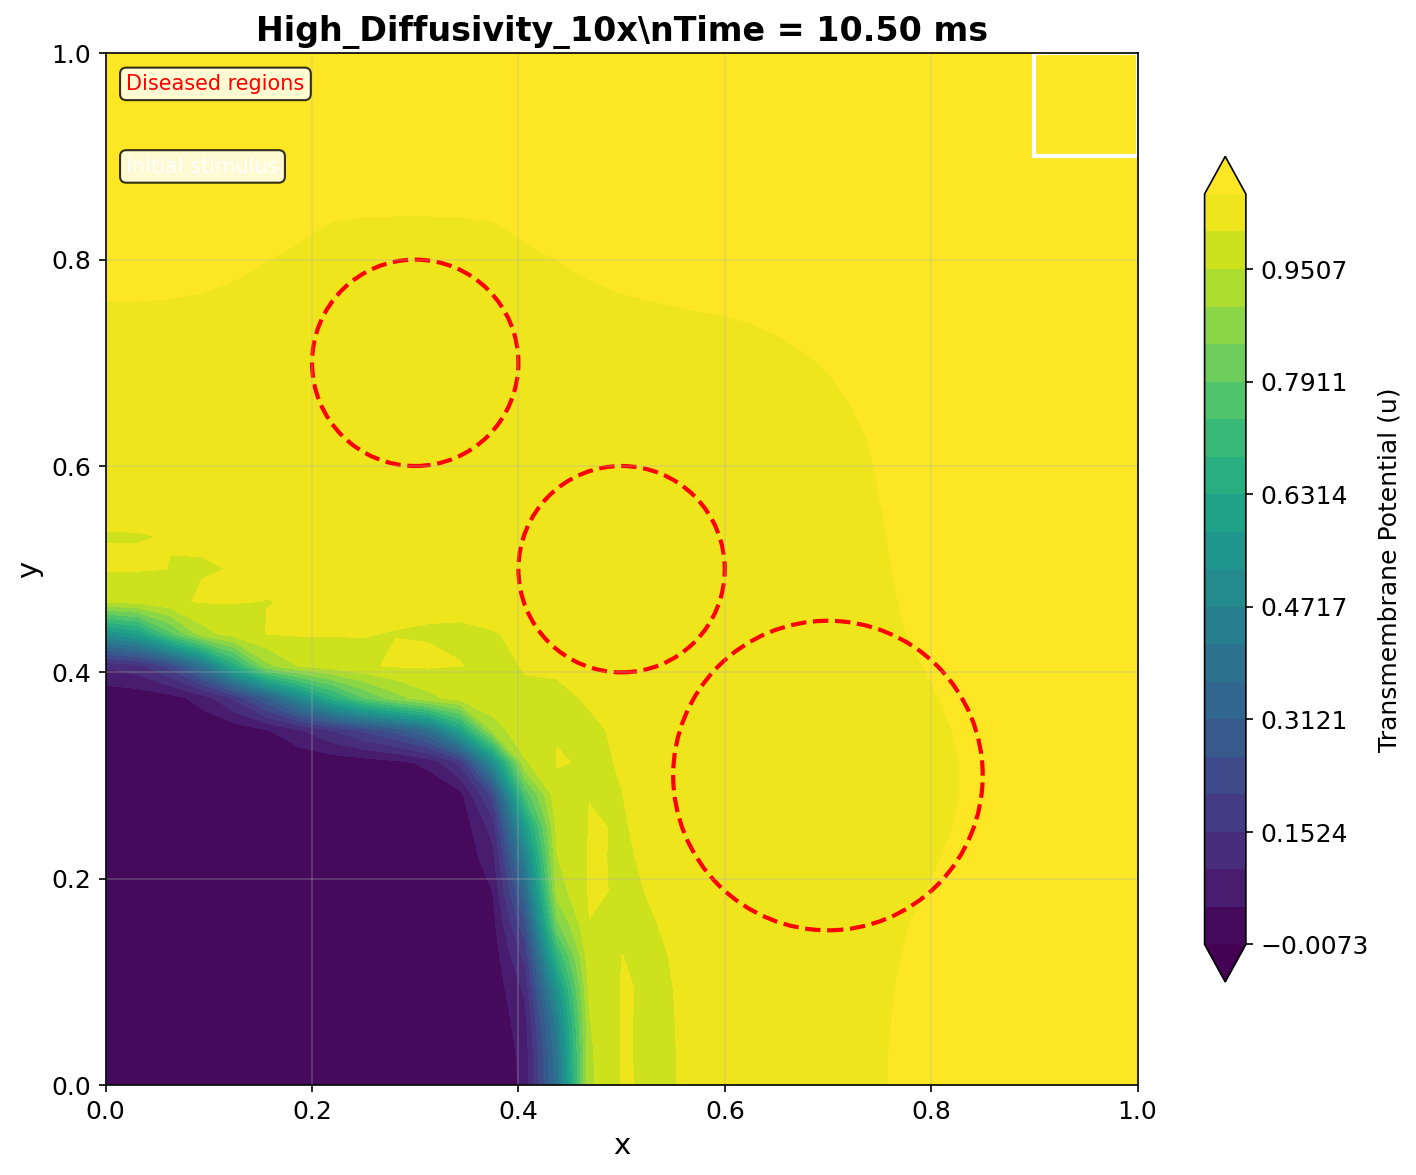 High_Diffusivity_10x\nTime = 10.50 ms
Diseased regions
Initial stimulus
1.0
0.8
0.6
0.4
0.2
0.0
y
0.0 0.2 0.4 0.6 0.8 1.0
x
0.9507
0.7911
0.6314
0.4717
0.3121
0.1524
−0.0073
Transmembrane Potential (u)